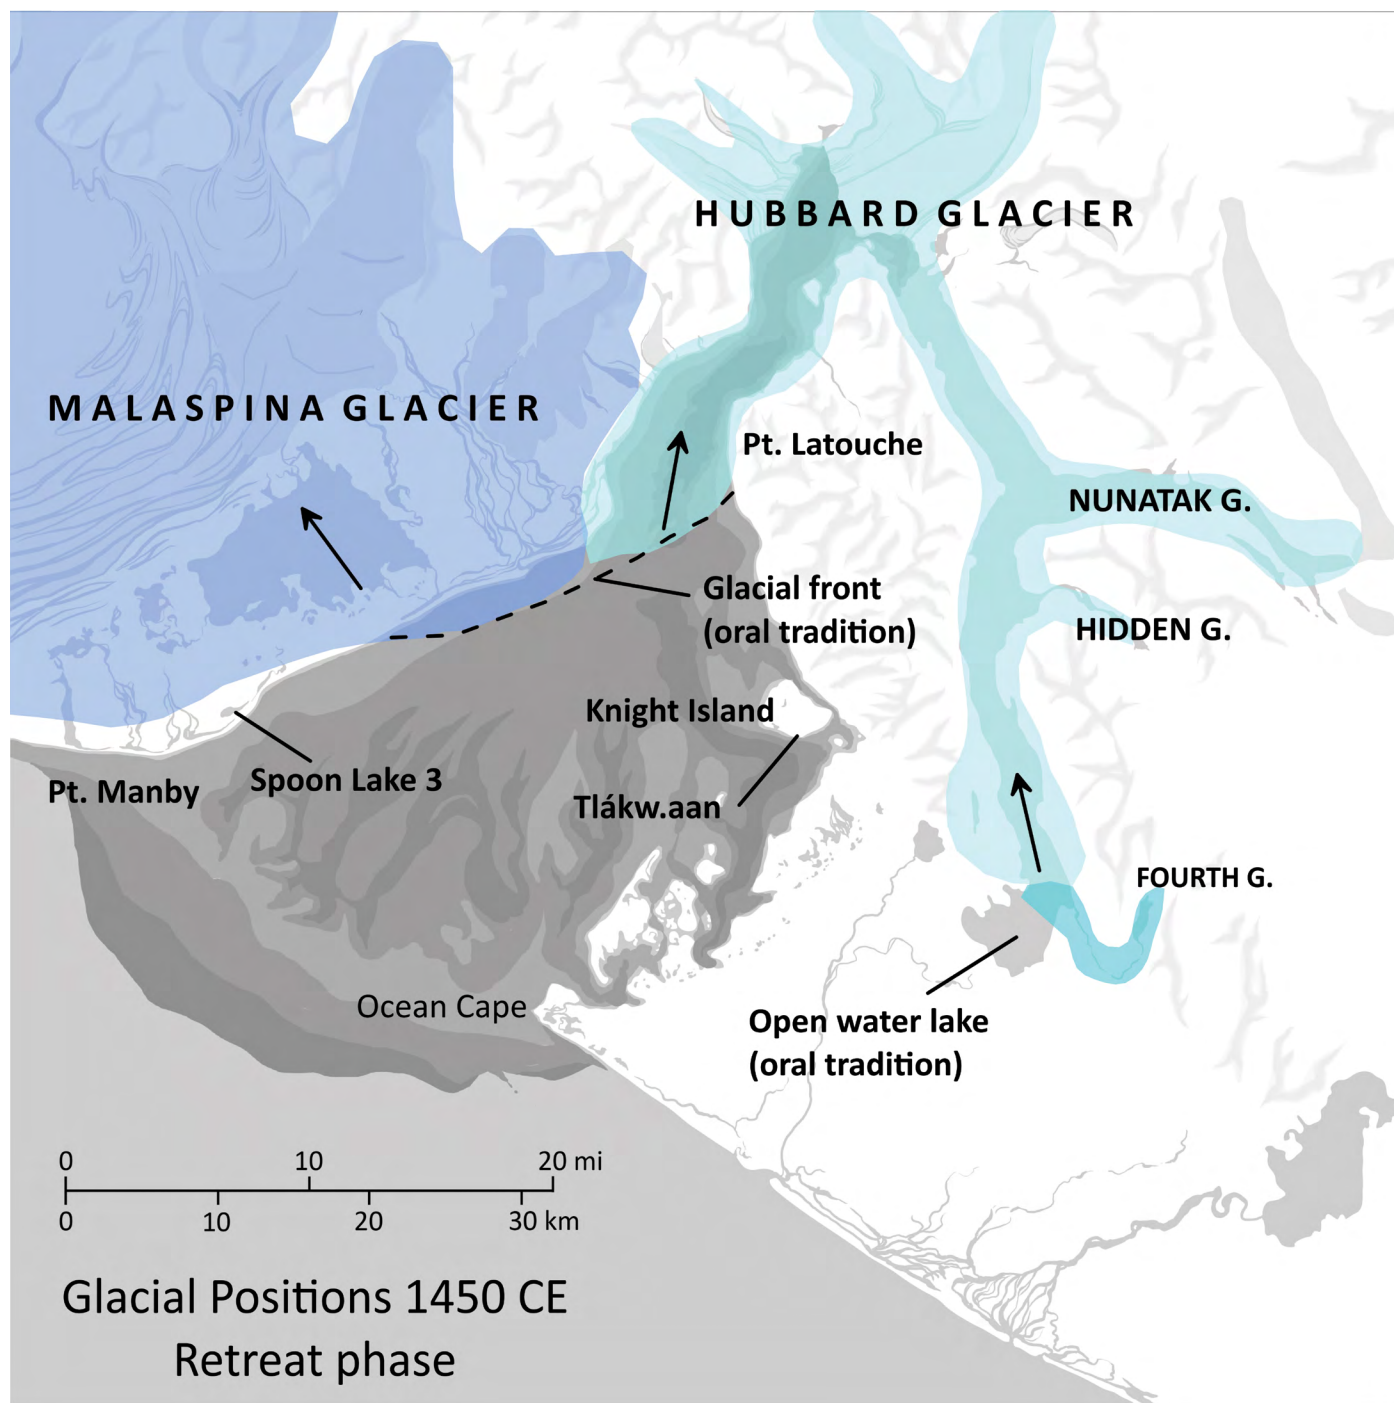 HUBBARD GLACIER
MALASPINA GLACIER
Pt. Latouche
NUNATAK G.
Glacial front
(oral tradition)
HIDDEN G.
Knight Island
Spoon Lake 3
Pt. Manby
Tlákw.aan
FOURTH G.
Ocean Cape
Open water lake
(oral tradition)
0 10 20 mi
0 10 20 30 km
Glacial Positions 1450 CE
Retreat phase